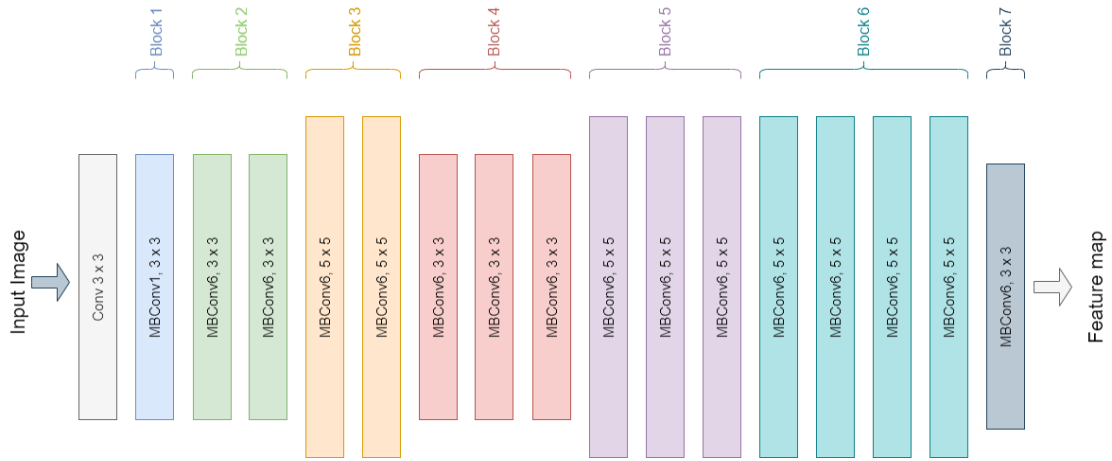 Block 1
Block 2
Block 3
Block 4
Block 5
Block 6
Block 7
Input Image
Conv 3 x 3
MBConv1, 3 x 3
MBConv6, 3 x 3
MBConv6, 3 x 3
MBConv6, 5 x 5
MBConv6, 5 x 5
MBConv6, 3 x 3
MBConv6, 3 x 3
MBConv6, 3 x 3
MBConv6, 5 x 5
MBConv6, 5 x 5
MBConv6, 5 x 5
MBConv6, 5 x 5
MBConv6, 5 x 5
MBConv6, 5 x 5
MBConv6, 5 x 5
MBConv6, 3 x 3
Feature map